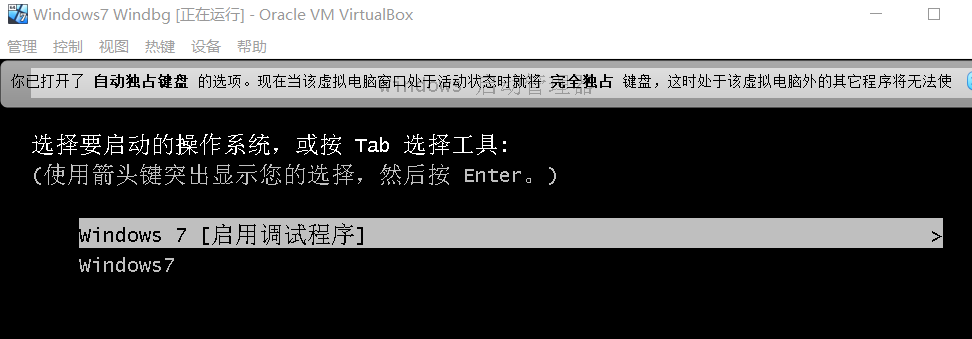 Windows7 Windbg [正在运行] - Oracle VM VirtualBox
管理 控制 视图 热键 设备 帮助
你已打开了 自动独占键盘 的选项。现在当该虚拟电脑窗口处于活动状态时就将 完全独占 键盘，这时处于该虚拟电脑外的其它程序将无法使
Windows 启动管理器
选择要启动的操作系统，或按 Tab 选择工具:
(使用箭头键突出显示您的选择，然后按 Enter。)
Windows 7 [启用调试程序] >
Windows7